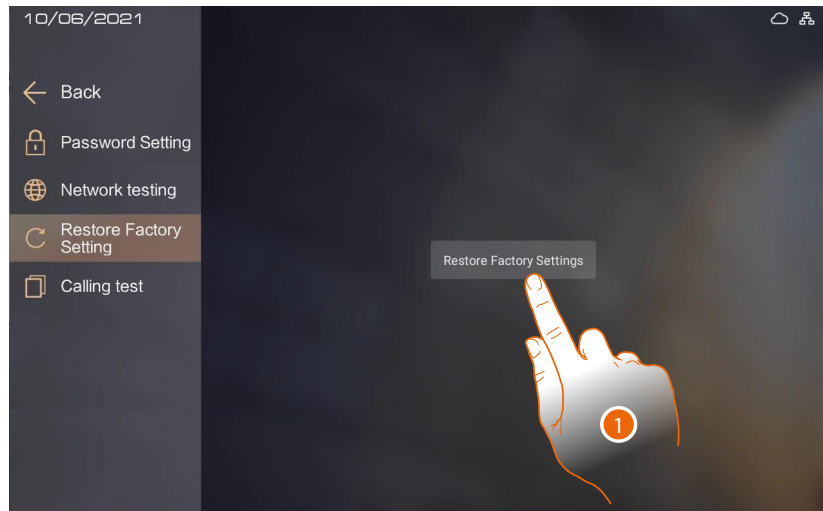 10/06/2021
Back
Password Setting
Network testing
Restore Factory
Setting
Calling test
Restore Factory Settings
1